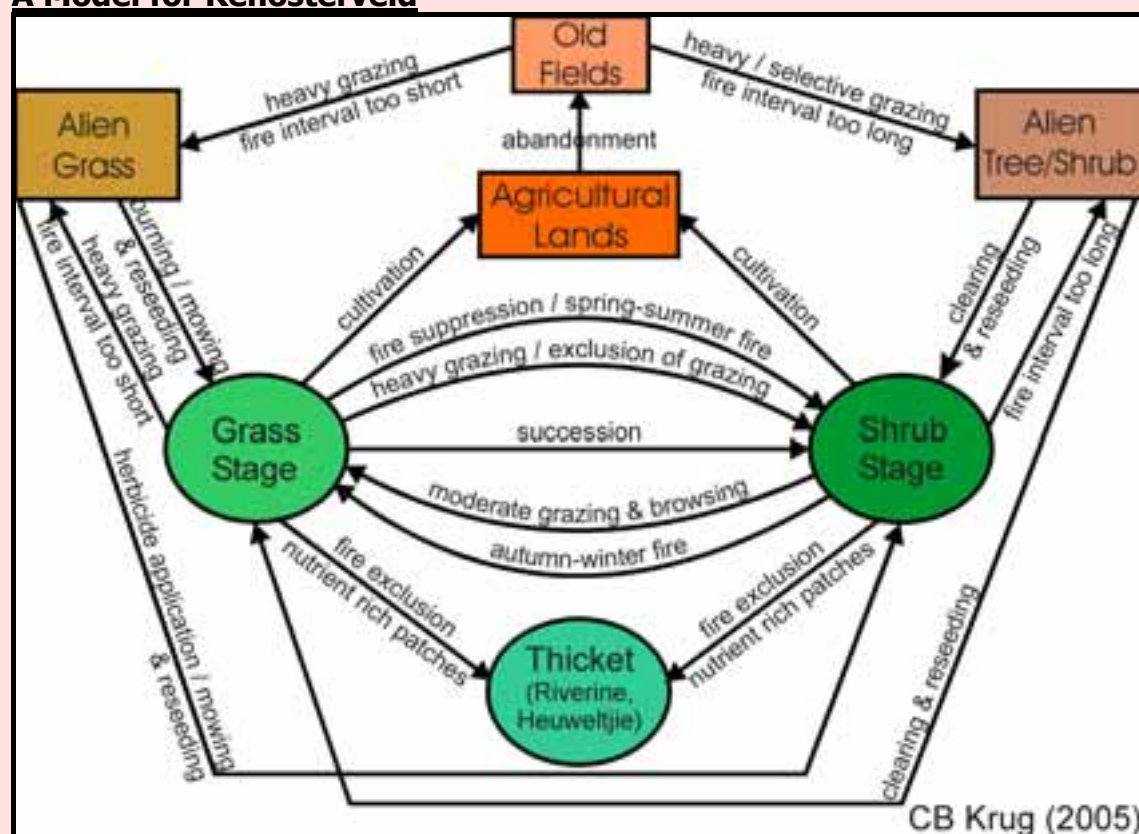 A Model for Renosterveld
Old
Fields
heavy grazing
fire interval too short
heavy / selective grazing
fire interval too long
Alien
Grass
abandonment
Alien
Tree/Shrub
Agricultural
Lands
burning / mowing
& reseeding
heavy grazing
fire interval too short
cultivation
cultivation
clearing
& reseeding
fire interval too long
fire suppression / spring-summer fire
heavy grazing / exclusion of grazing
Grass
Stage
succession
Shrub
Stage
moderate grazing & browsing
autumn-winter fire
herbicide application / mowing
& reseeding
fire exclusion
nutrient rich patches
fire exclusion
nutrient rich patches
Thicket
(Riverine,
Heuweltjie)
clearing & reseeding
CB Krug (2005)